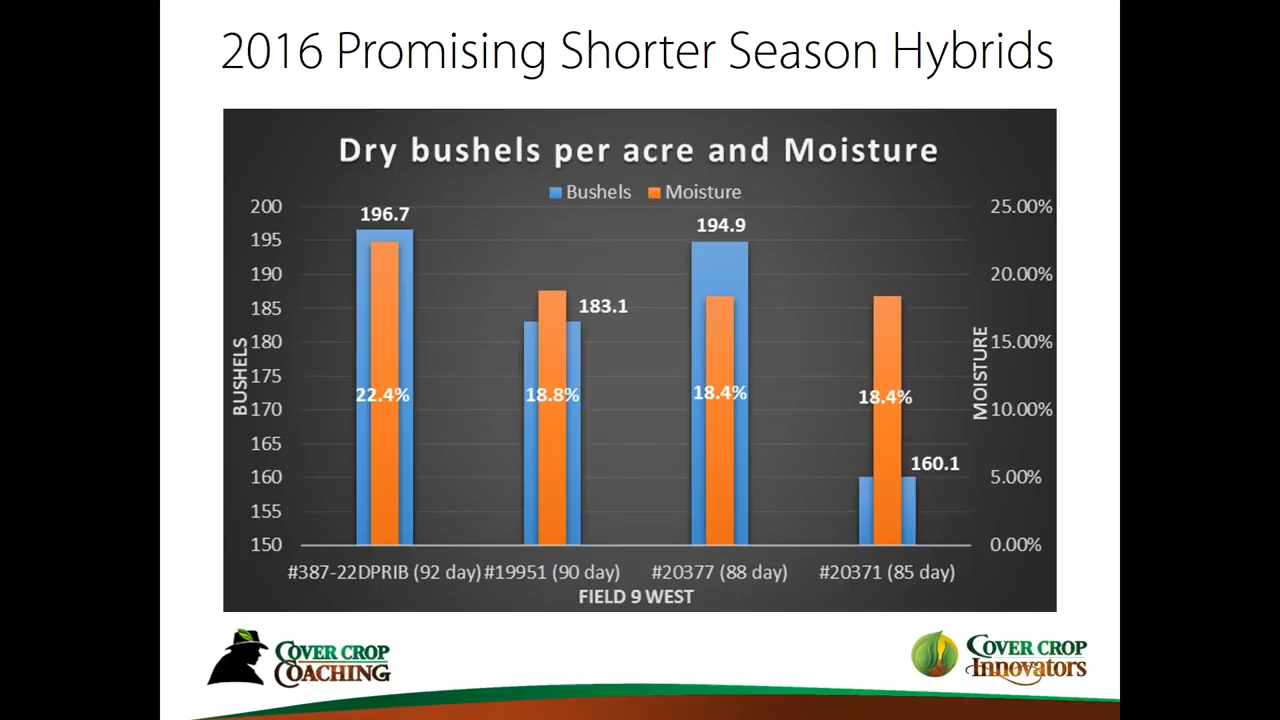 2016 Promising Shorter Season Hybrids
Dry bushels per acre and Moisture
Bushels Moisture
200 196.7 194.9 25.00%
195
190 20.00%
185 183.1
180 15.00%
175
22.4% 18.8% 18.4% 18.4%
170 10.00%
165
160.1
160 5.00%
155
150 0.00%
BUSHELS
MOISTURE
#387-22DPRIB (92 day) #19951 (90 day) #20377 (88 day) #20371 (85 day)
FIELD 9 WEST
COVER CROP
COACHING
COVER CROP
Innovators